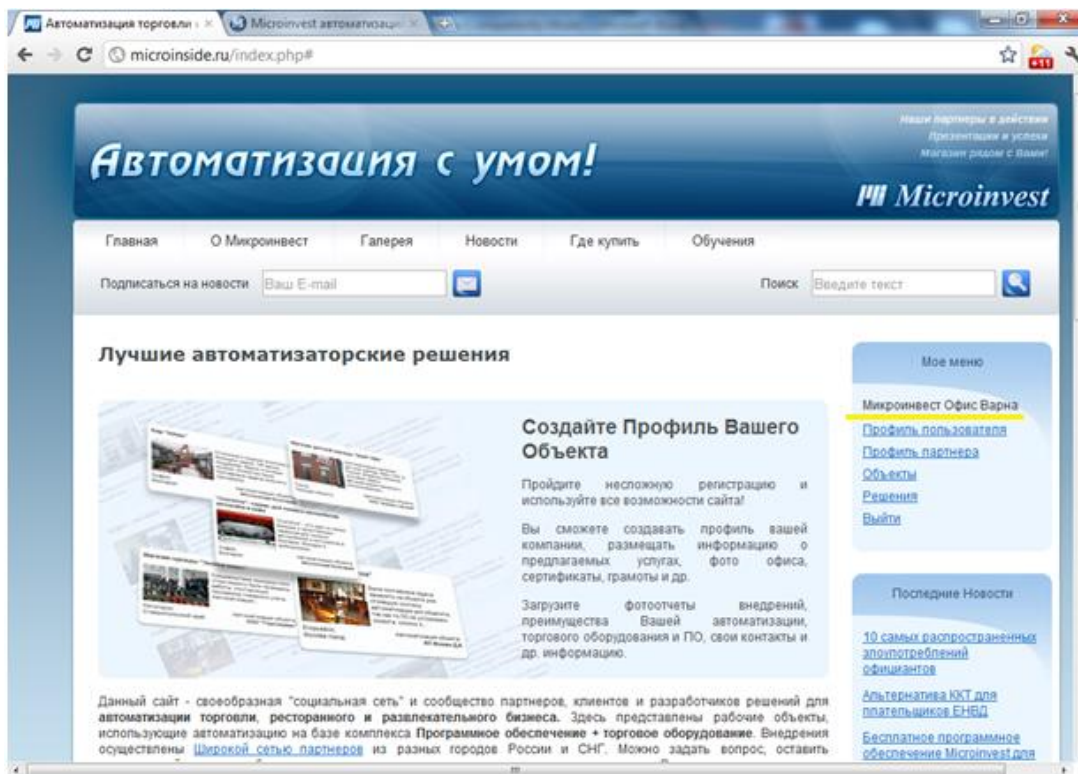 Автоматизация торговли и
Microinvest автоматизация
microinside.ru/index.php#
+11
Наши партнеры в действии
Презентации и успехи
Магазин рядом с Вами!
Автоматизация с умом!
Microinvest
Главная О Микроинвест Галерея Новости Где купить Обучения
Подписаться на новости Ваш E-mail Поиск Введите текст
Лучшие автоматизаторские решения
Создайте Профиль Вашего
Объекта
Пройдите несложную регистрацию и
используйте все возможности сайта!
Вы сможете создавать профиль вашей
компании, размещать информацию о
предлагаемых услугах, фото офиса,
сертификаты, грамоты и др.
Загрузите фотоотчеты внедрений,
преимущества Вашей автоматизации,
торгового оборудования и ПО, свои контакты и
др. информацию.
Данный сайт - своеобразная "социальная сеть" и сообщество партнеров, клиентов и разработчиков решений для
автоматизации торговли, ресторанного и развлекательного бизнеса. Здесь представлены рабочие объекты,
использующие автоматизацию на базе комплекса Программное обеспечение + торговое оборудование. Внедрения
осуществлены Широкой сетью партнеров из разных городов России и СНГ. Можно задать вопрос, оставить
Мое меню
Микроинвест Офис Варна
Профиль пользователя
Профиль партнера
Объекты
Решения
Выйти
Последние Новости
10 самых распространенных
злоупотреблений
официантов
Альтернатива ККТ для
плательщиков ЕНВД
Бесплатное программное
обеспечение Microinvest для